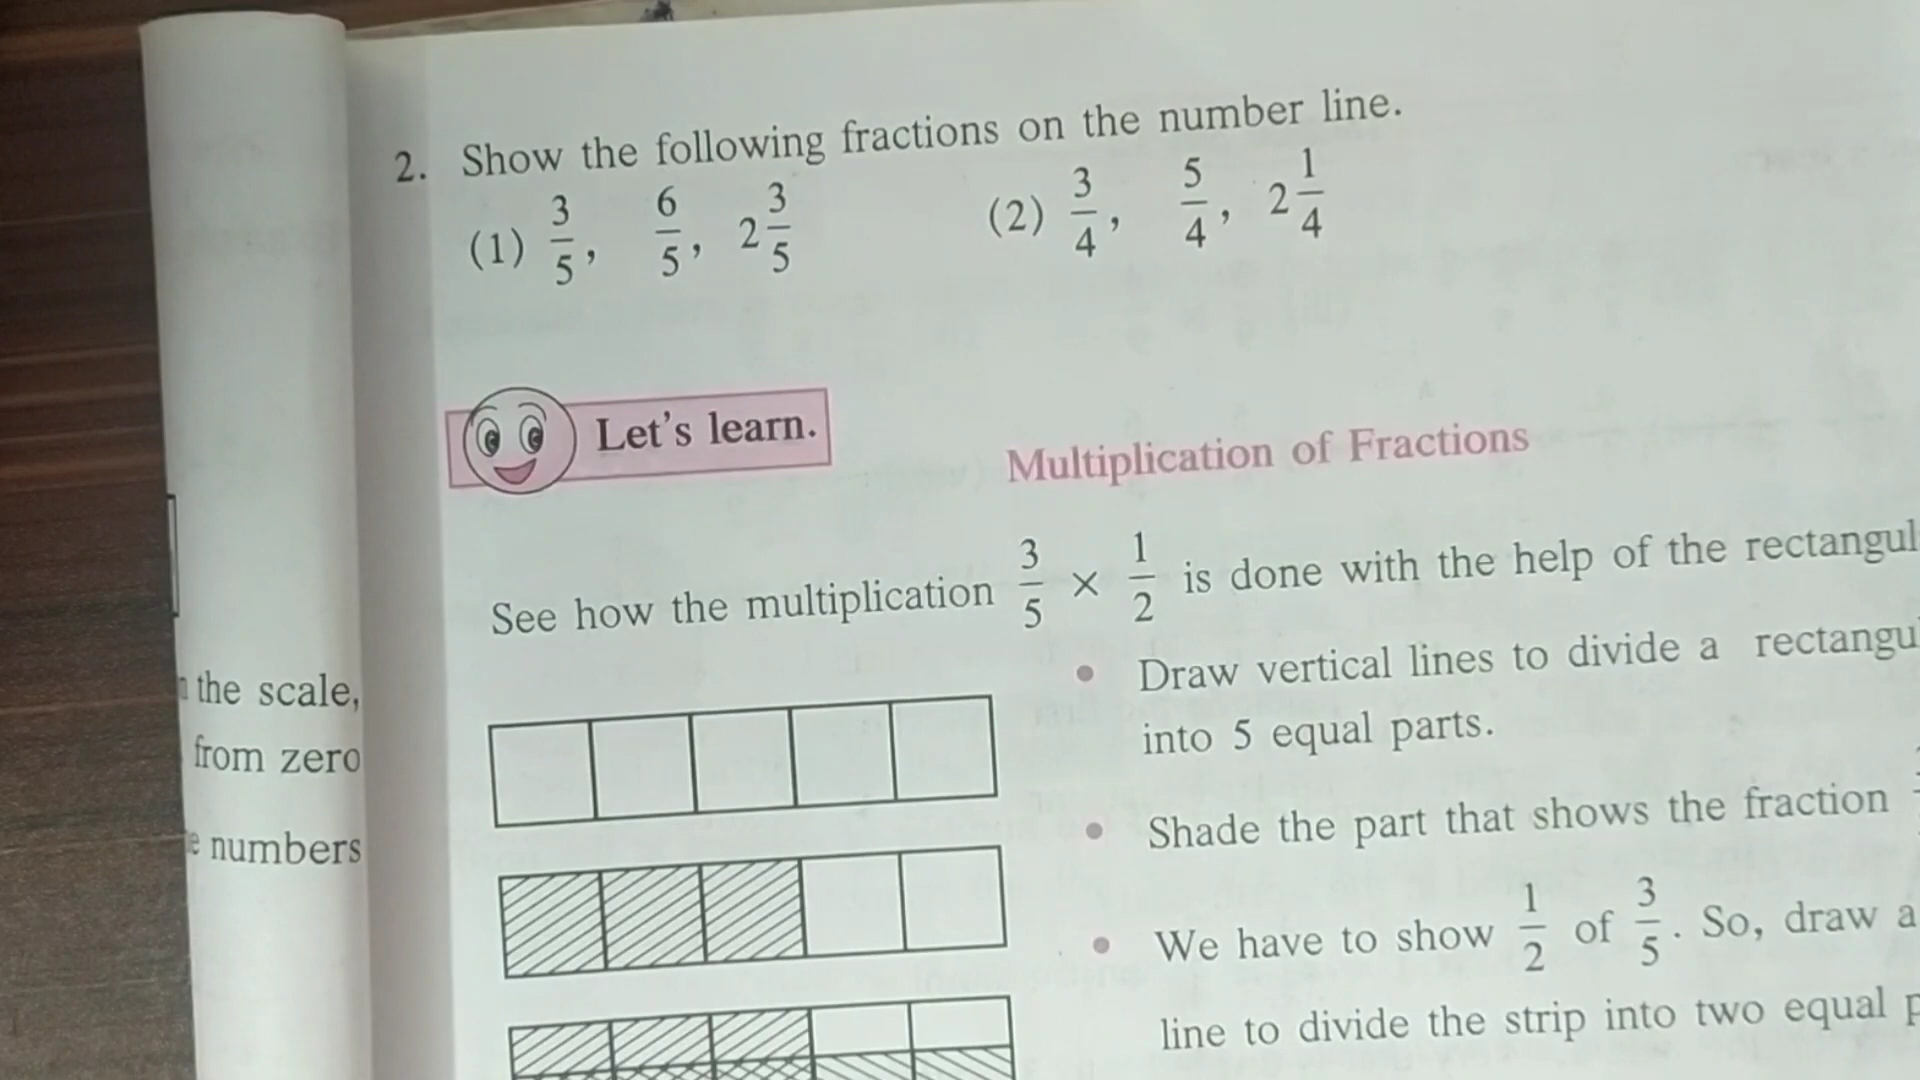 2. Show the following fractions on the number line.
(1) 3/5, 6/5, 2 3/5 (2) 3/4, 5/4, 2 1/4
Let's learn.
Multiplication of Fractions
See how the multiplication 3/5 × 1/2 is done with the help of the
• Draw vertical lines to divide a
into 5 equal parts.
• Shade the part that shows the fraction
• We have to show 1/2 of 3/5. So, draw a
line to divide the strip into two equal
the scale,
from zero
numbers